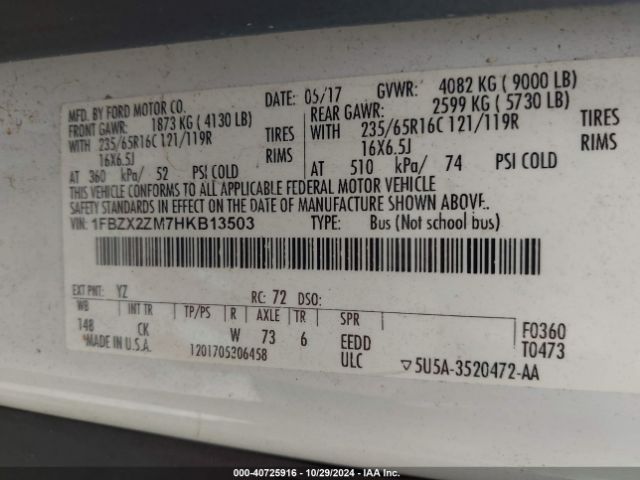 MFD. BY FORD MOTOR CO. DATE: 05/17 GVWR: 4082 KG ( 9000 LB)
FRONT GAWR: 1873 KG ( 4130 LB) REAR GAWR: 2599 KG ( 5730 LB)
WITH 235/65R16C 121/119R TIRES WITH 235/65R16C 121/119R TIRES
16X6.5J RIMS 16X6.5J RIMS
AT 360 kPa/ 52 PSI COLD AT 510 kPa/ 74 PSI COLD
THIS VEHICLE CONFORMS TO ALL APPLICABLE FEDERAL MOTOR VEHICLE
SAFETY STANDARDS IN EFFECT ON THE DATE OF MANUFACTURE SHOWN ABOVE.
VIN: 1FBZX2ZM7HKB13503 TYPE: Bus (Not School bus)
EXT PNT: YZ RC: 72 DSO:
WB INT TR TP/PS R AXLE TR SPR
148 CK W 73 6 EEDD F0360
ULC T0473
*MADE IN U.S.A. 1201705306458 ▽5U5A-3520472-AA
000-40725916 - 10/29/2024 - IAA Inc.